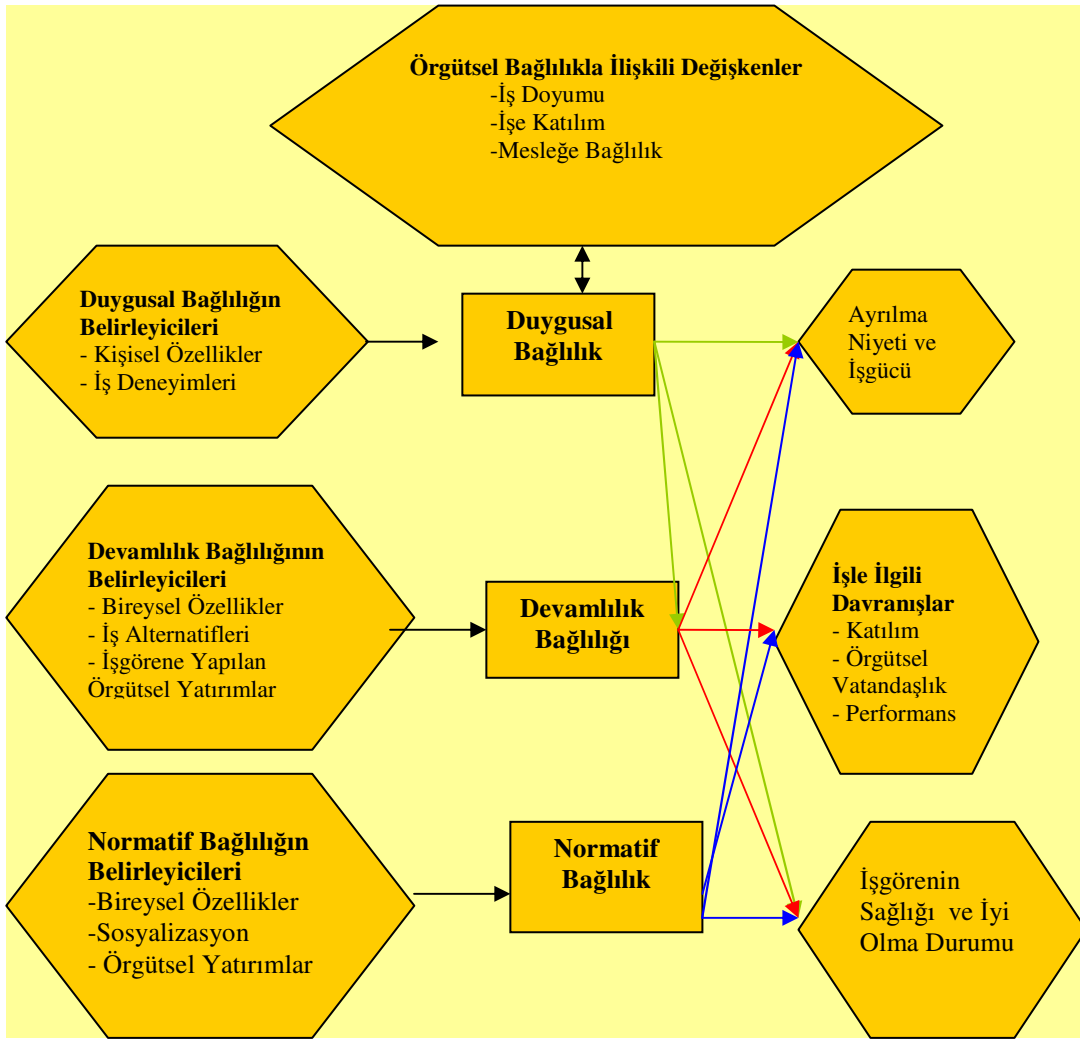 Örgütsel Bağlılıkla İlişkili Değişkenler
-İş Doyumu
-İşe Katılım
-Mesleğe Bağlılık
Duygusal Bağlılığın
Belirleyicileri
- Kişisel Özellikler
- İş Deneyimleri
Duygusal
Bağlılık
Ayrılma
Niyeti ve
İşgücü
Devamlılık Bağlılığının
Belirleyicileri
- Bireysel Özellikler
- İş Alternatifleri
- İşgörene Yapılan
Örgütsel Yatırımlar
Devamlılık
Bağlılığı
İşle İlgili
Davranışlar
- Katılım
- Örgütsel
Vatandaşlık
- Performans
Normatif Bağlılığın
Belirleyicileri
-Bireysel Özellikler
-Sosyalizasyon
- Örgütsel Yatırımlar
Normatif
Bağlılık
İşgörenin
Sağlığı ve İyi
Olma Durumu